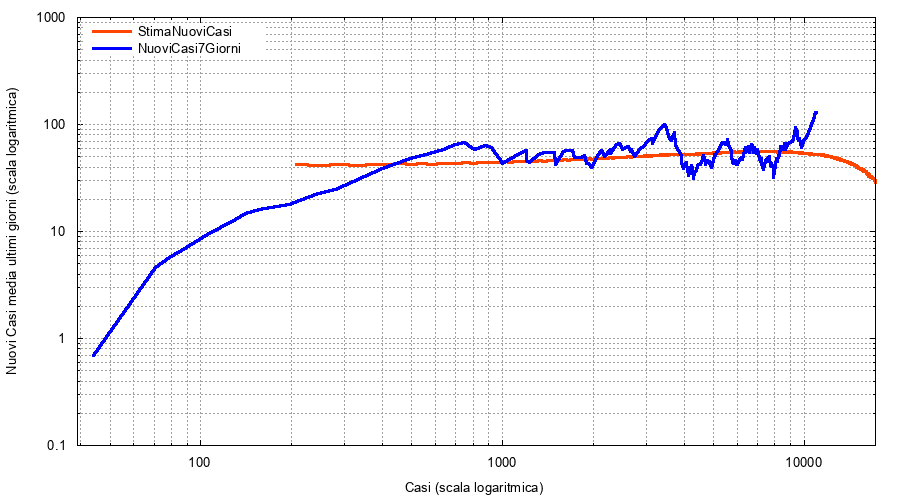 1000
StimaNuoviCasi
NuoviCasi7Giorni
100
10
1
0.1
Nuovi Casi media ultimi giorni (scala logaritmica)
100
1000
10000
Casi (scala logaritmica)